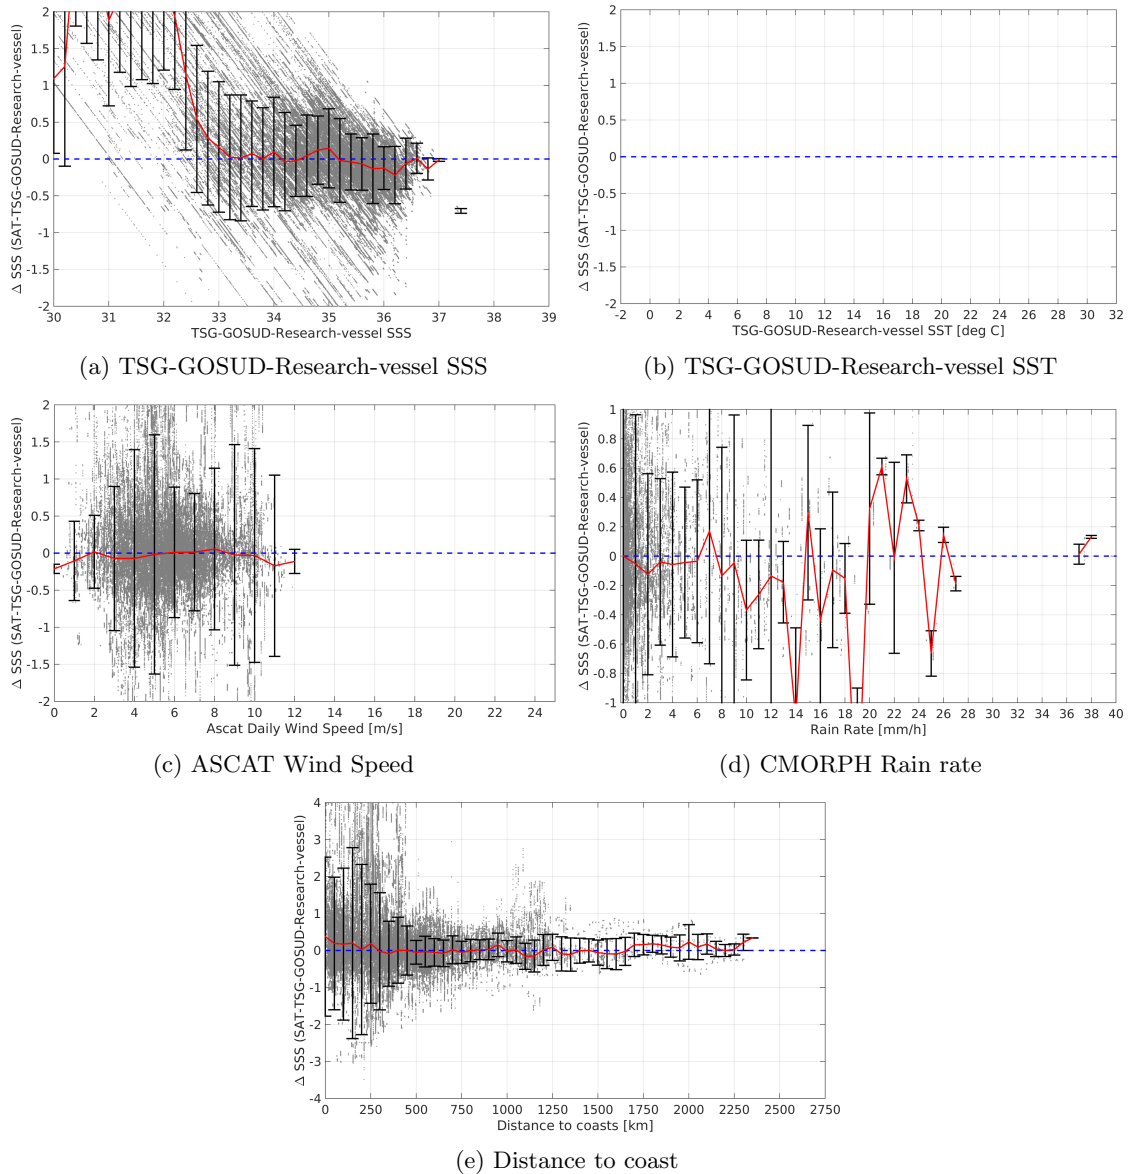 Δ SSS (SAT-TSG-GOSUD-Research-vessel)
2
1.5
1
0.5
0
-0.5
-1
-1.5
-2
30 31 32 33 34 35 36 37 38 39
TSG-GOSUD-Research-vessel SSS
(a) TSG-GOSUD-Research-vessel SSS
Δ SSS (SAT-TSG-GOSUD-Research-vessel)
2
1.5
1
0.5
0
-0.5
-1
-1.5
-2
-2 0 2 4 6 8 10 12 14 16 18 20 22 24 26 28 30 32
TSG-GOSUD-Research-vessel SST [deg C]
(b) TSG-GOSUD-Research-vessel SST
Δ SSS (SAT-TSG-GOSUD-Research-vessel)
2
1.5
1
0.5
0
-0.5
-1
-1.5
-2
0 2 4 6 8 10 12 14 16 18 20 22 24
Ascat Daily Wind Speed [m/s]
(c) ASCAT Wind Speed
Δ SSS (SAT-TSG-GOSUD-Research-vessel)
1
0.8
0.6
0.4
0.2
0
-0.2
-0.4
-0.6
-0.8
-1
0 2 4 6 8 10 12 14 16 18 20 22 24 26 28 30 32 34 36 38 40
Rain Rate [mm/h]
(d) CMORPH Rain rate
Δ SSS (SAT-TSG-GOSUD-Research-vessel)
4
3
2
1
0
-1
-2
-3
-4
0 250 500 750 1000 1250 1500 1750 2000 2250 2500 2750
Distance to coasts [km]
(e) Distance to coast